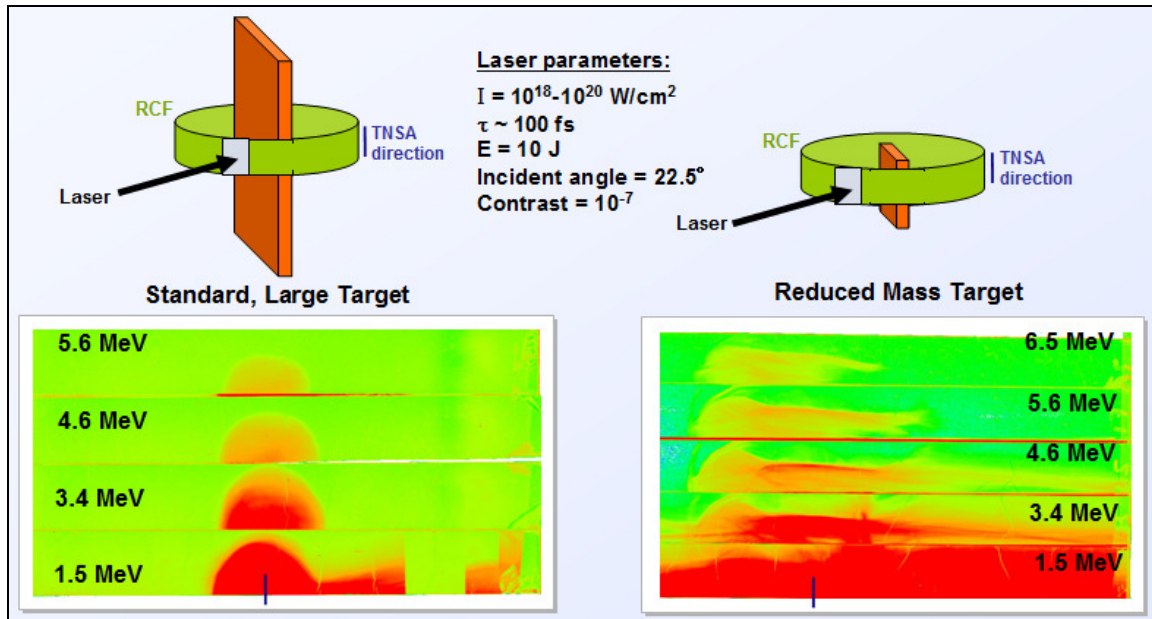 RCF
TNSA
direction
Laser
Laser parameters:
I = 10¹⁸-10²⁰ W/cm²
τ ~ 100 fs
E = 10 J
Incident angle = 22.5°
Contrast = 10⁻⁷
RCF
TNSA
direction
Laser
Standard, Large Target
Reduced Mass Target
5.6 MeV
4.6 MeV
3.4 MeV
1.5 MeV
6.5 MeV
5.6 MeV
4.6 MeV
3.4 MeV
1.5 MeV